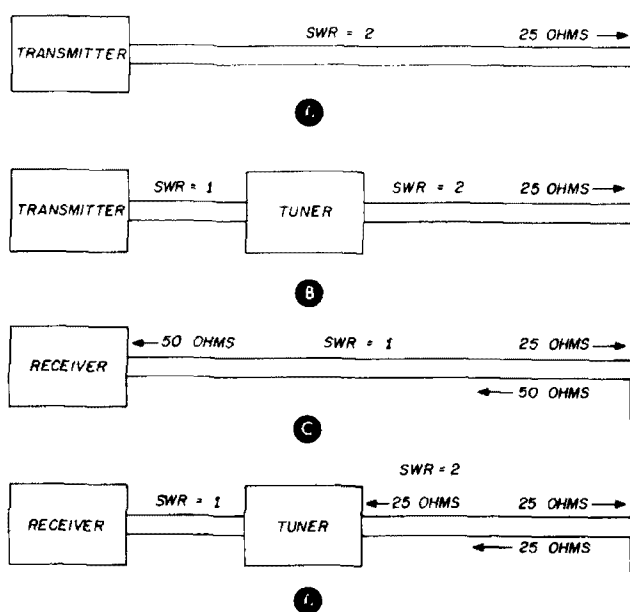 SWR = 2 25 OHMS
TRANSMITTER
SWR = 1 SWR = 2 25 OHMS
TRANSMITTER TUNER
B
50 OHMS SWR = 1 25 OHMS
RECEIVER
50 OHMS
C
SWR = 2
SWR = 1 25 OHMS 25 OHMS
RECEIVER TUNER
25 OHMS